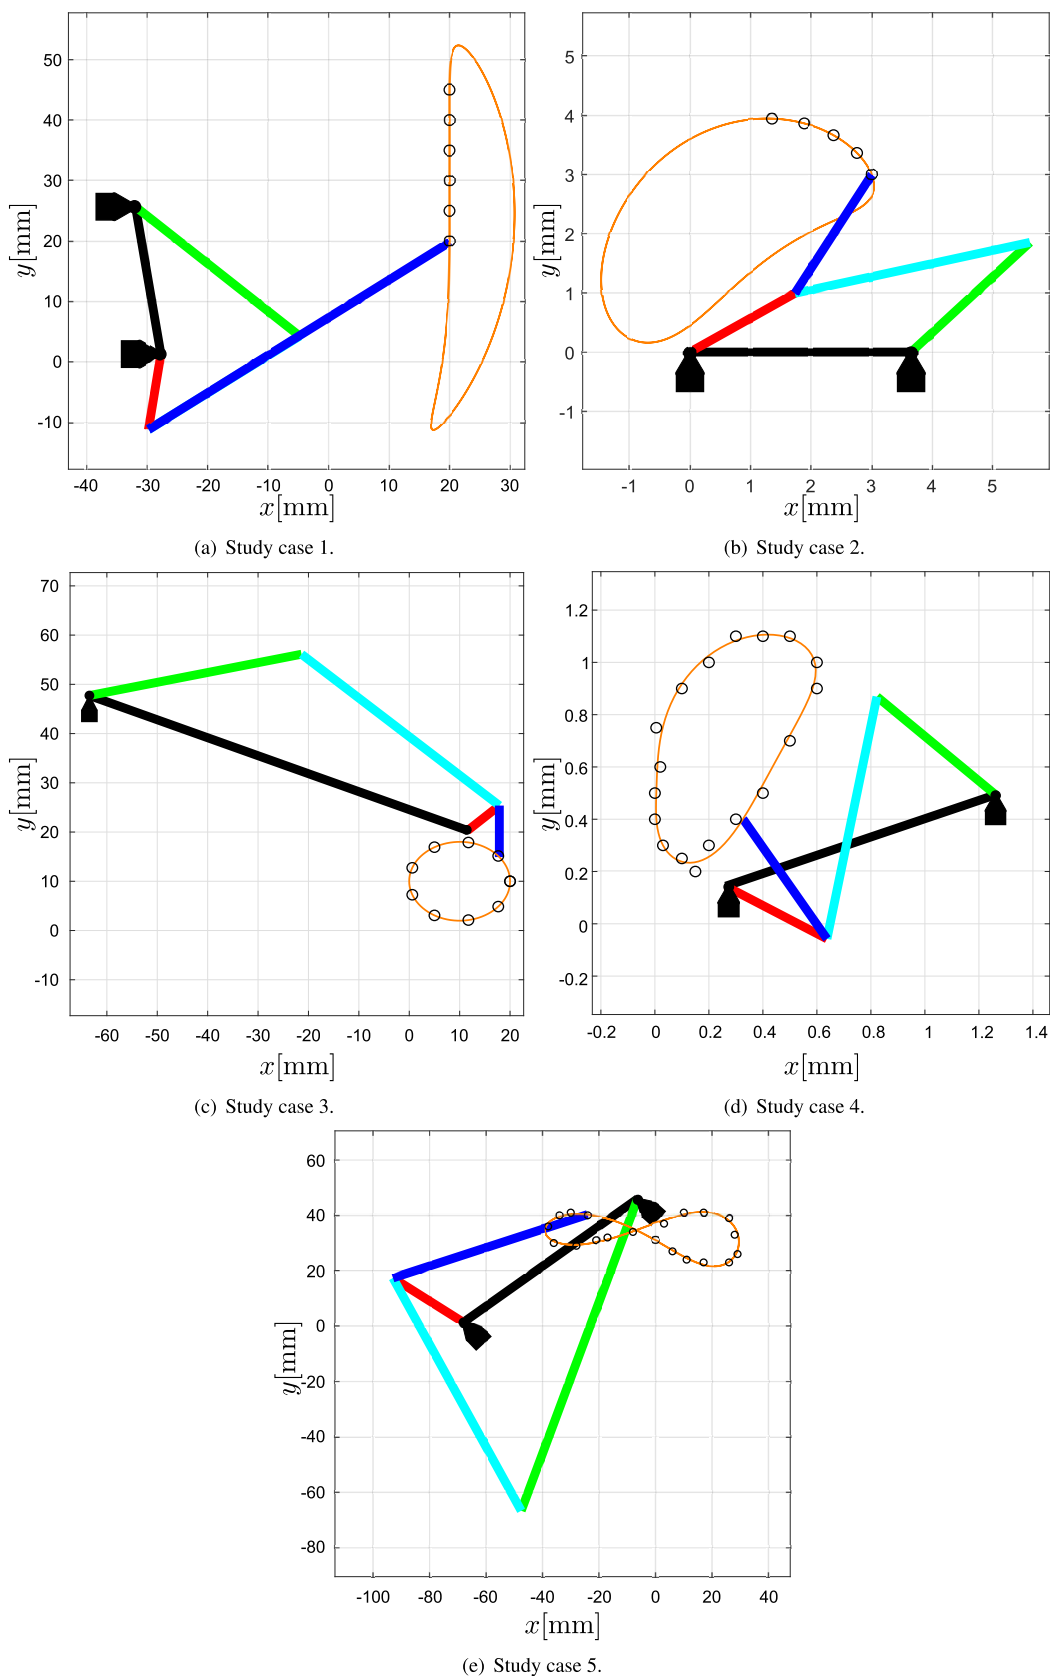 50
40
30
20
10
0
-10
y[mm]
-40 -30 -20 -10 0 10 20 30
x[mm]
(a) Study case 1.
5
4
3
2
1
0
-1
y[mm]
-1 0 1 2 3 4 5
x[mm]
(b) Study case 2.
70
60
50
40
30
20
10
0
-10
y[mm]
-60 -50 -40 -30 -20 -10 0 10 20
x[mm]
(c) Study case 3.
1.2
1
0.8
0.6
0.4
0.2
0
-0.2
y[mm]
-0.2 0 0.2 0.4 0.6 0.8 1 1.2 1.4
x[mm]
(d) Study case 4.
60
40
20
0
-20
-40
-60
-80
y[mm]
-100 -80 -60 -40 -20 0 20 40
x[mm]
(e) Study case 5.